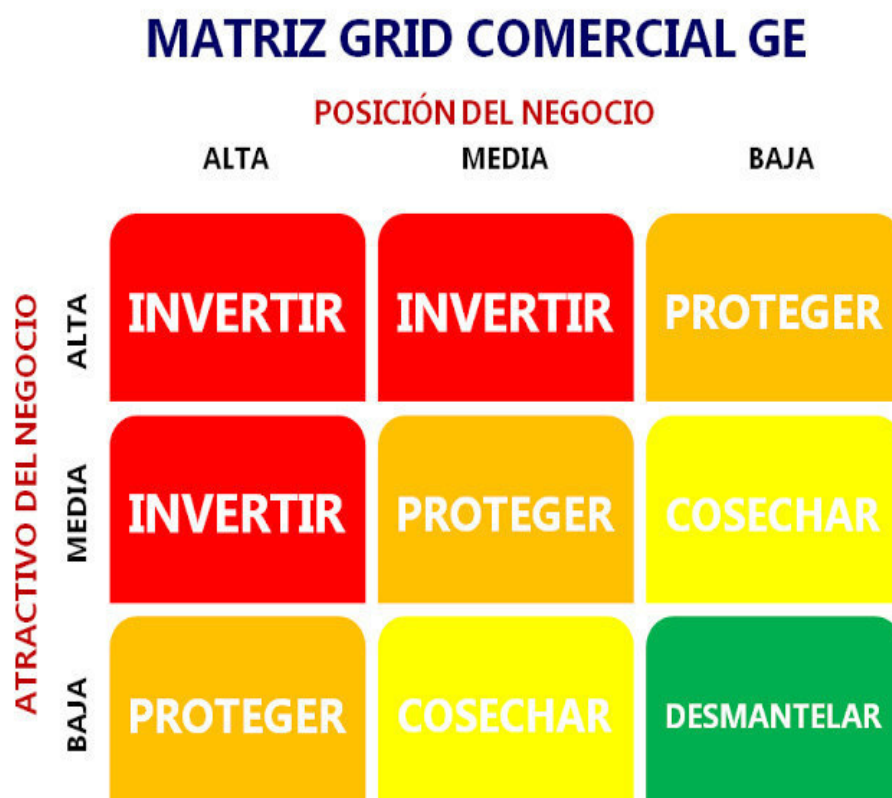 MATRIZ GRID COMERCIAL GE
POSICIÓN DEL NEGOCIO
ALTA MEDIA BAJA
ATRACTIVO DEL NEGOCIO
ALTA
INVERTIR INVERTIR PROTEGER
MEDIA
INVERTIR PROTEGER COSECHAR
BAJA
PROTEGER COSECHAR DESMANTELAR